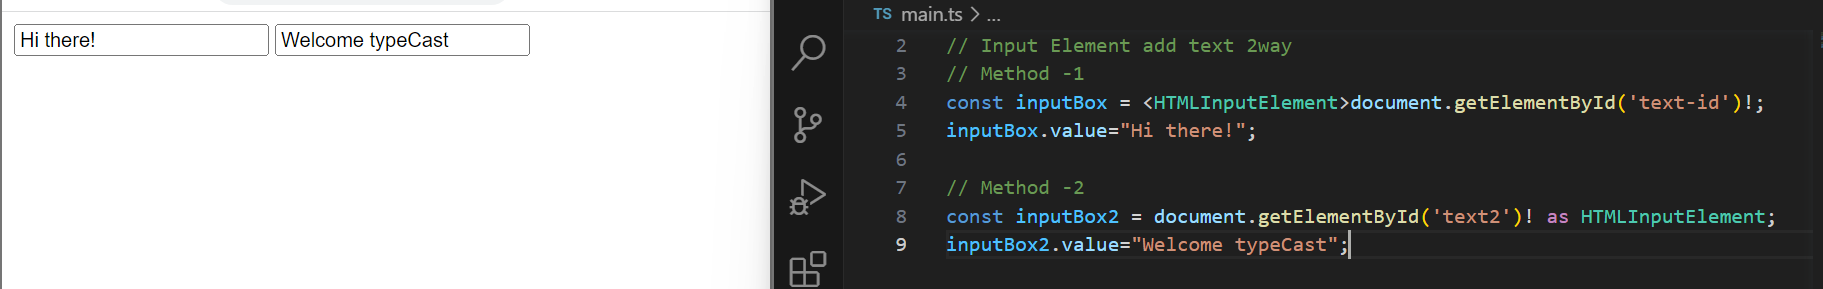 Hi there! Welcome typeCast
TS main.ts > ...
2 // Input Element add text 2way
3 // Method -1
4 const inputBox = <HTMLInputElement>document.getElementById('text-id')!;
5 inputBox.value="Hi there!";
6
7 // Method -2
8 const inputBox2 = document.getElementById('text2')! as HTMLInputElement;
9 inputBox2.value="Welcome typeCast";